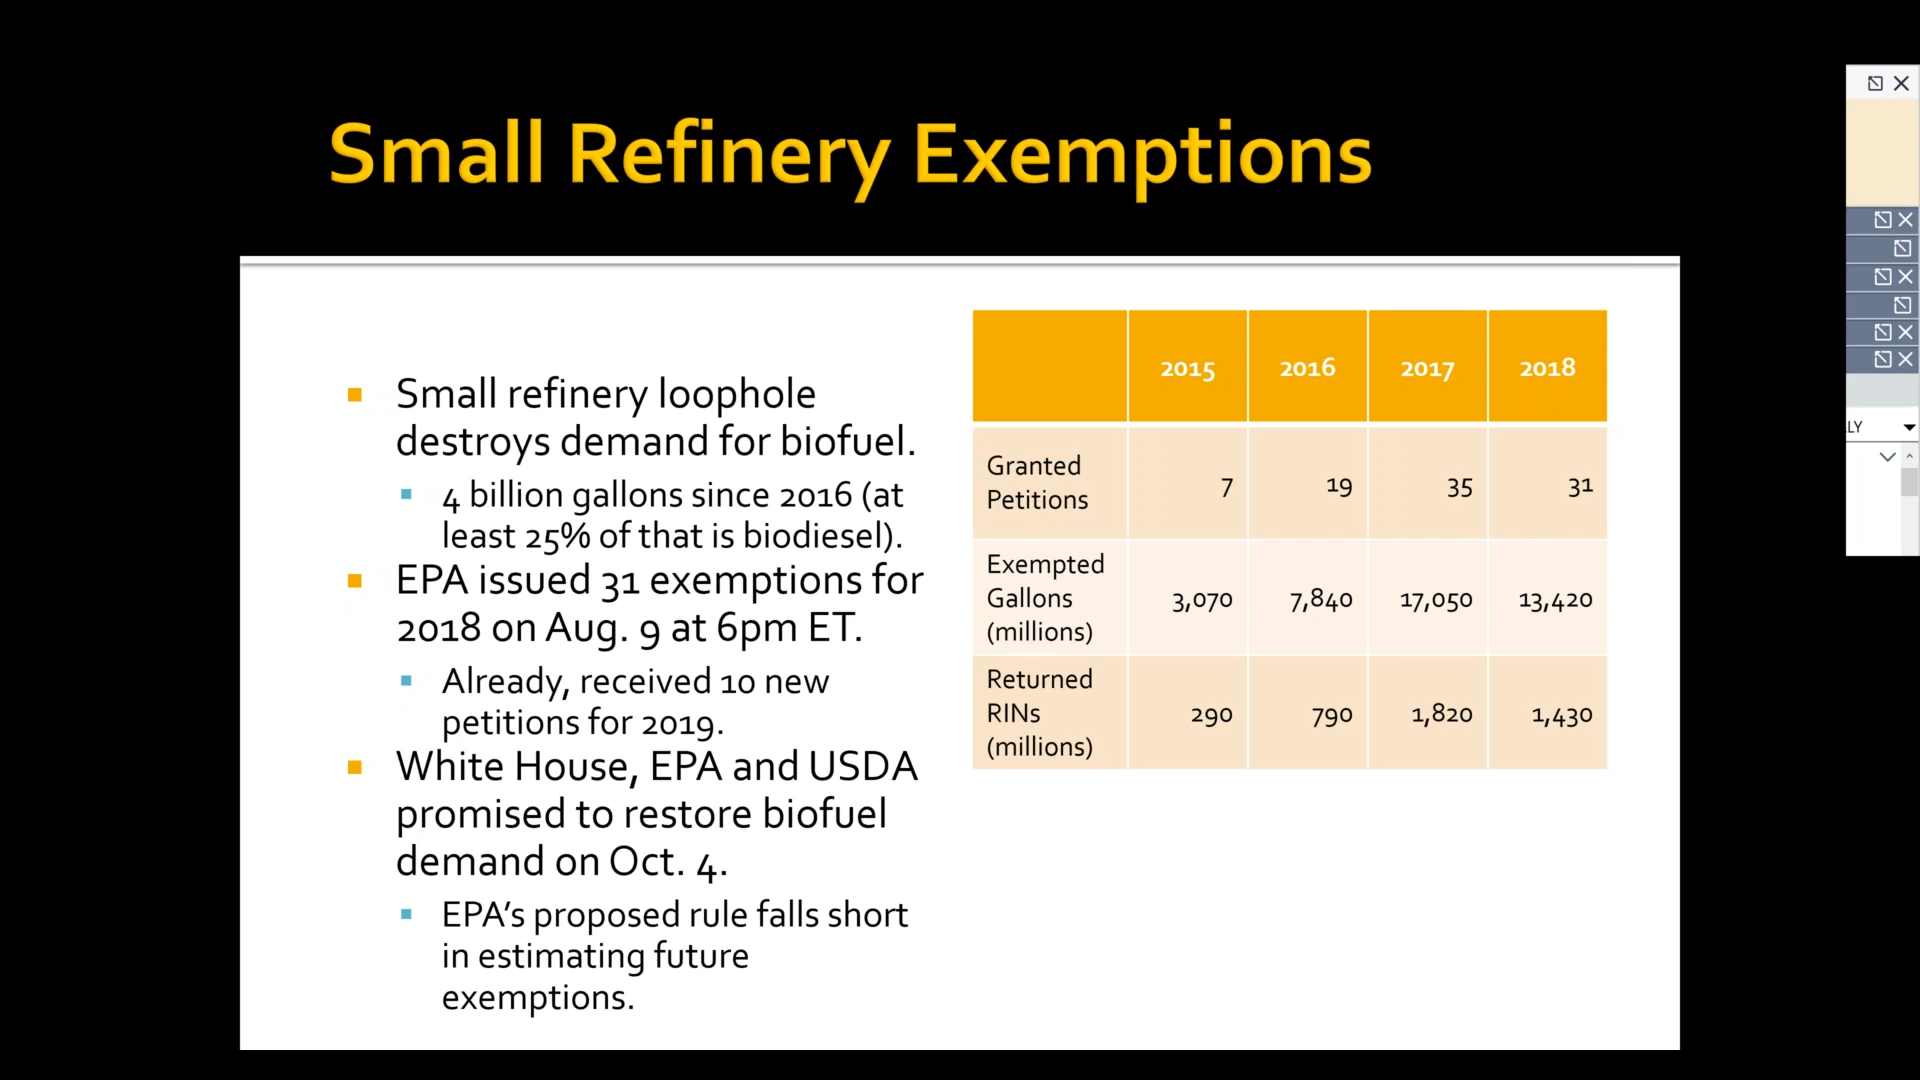 Small Refinery Exemptions
Small refinery loophole
destroys demand for biofuel.
4 billion gallons since 2016 (at
least 25% of that is biodiesel).
EPA issued 31 exemptions for
2018 on Aug. 9 at 6pm ET.
Already, received 10 new
petitions for 2019.
White House, EPA and USDA
promised to restore biofuel
demand on Oct. 4.
EPA’s proposed rule falls short
in estimating future
exemptions.
2015 2016 2017 2018
Granted
Petitions
7 19 35 31
Exempted
Gallons
(millions)
3,070 7,840 17,050 13,420
Returned
RINs
(millions)
290 790 1,820 1,430
LY